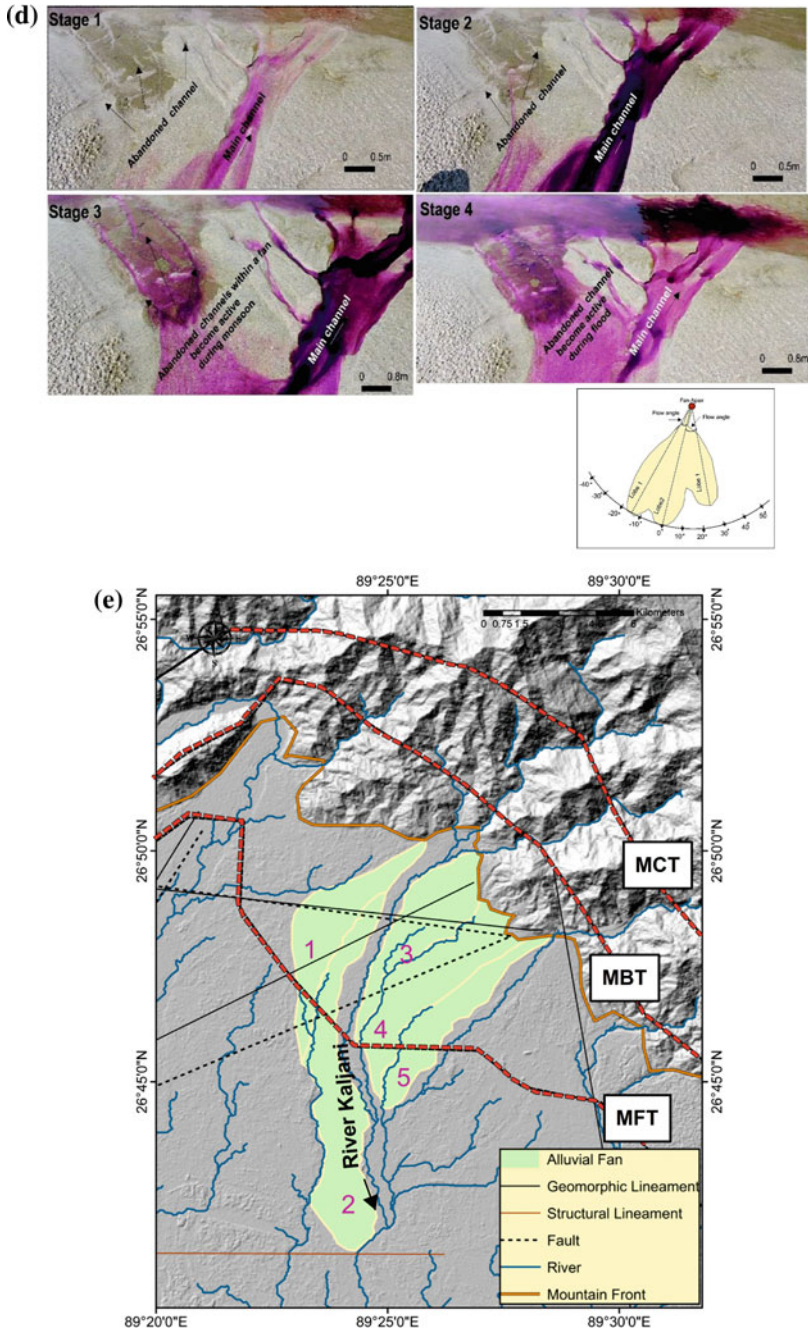 (d)
Stage 1
Abandoned channel
Main channel
0 0.5m
Stage 2
Abandoned channel
Main channel
0 0.5m
Stage 3
Abandoned channels within a fan
become active
during monsoon
Main channel
0 0.8m
Stage 4
Abandoned channel
become active
during flood
Main channel
0 0.8m
Fan Apex
Flow angle
Flow angle
Lobe 1
Lobe2
Lobe 1
-40°
-30°
-20°
-10°
0°
10°
20°
30°
40°
50°
(e)
89°25'0"E
89°30'0"E
26°55'0"N
26°55'0"N
Kilometers
0 0.75 1.5
6
S
MCT
26°50'0"N
26°50'0"N
1
3
MBT
4
5
26°45'0"N
26°45'0"N
River Kaljani
MFT
2
Alluvial Fan
Geomorphic Lineament
Structural Lineament
Fault
River
Mountain Front
89°20'0"E
89°25'0"E
89°30'0"E